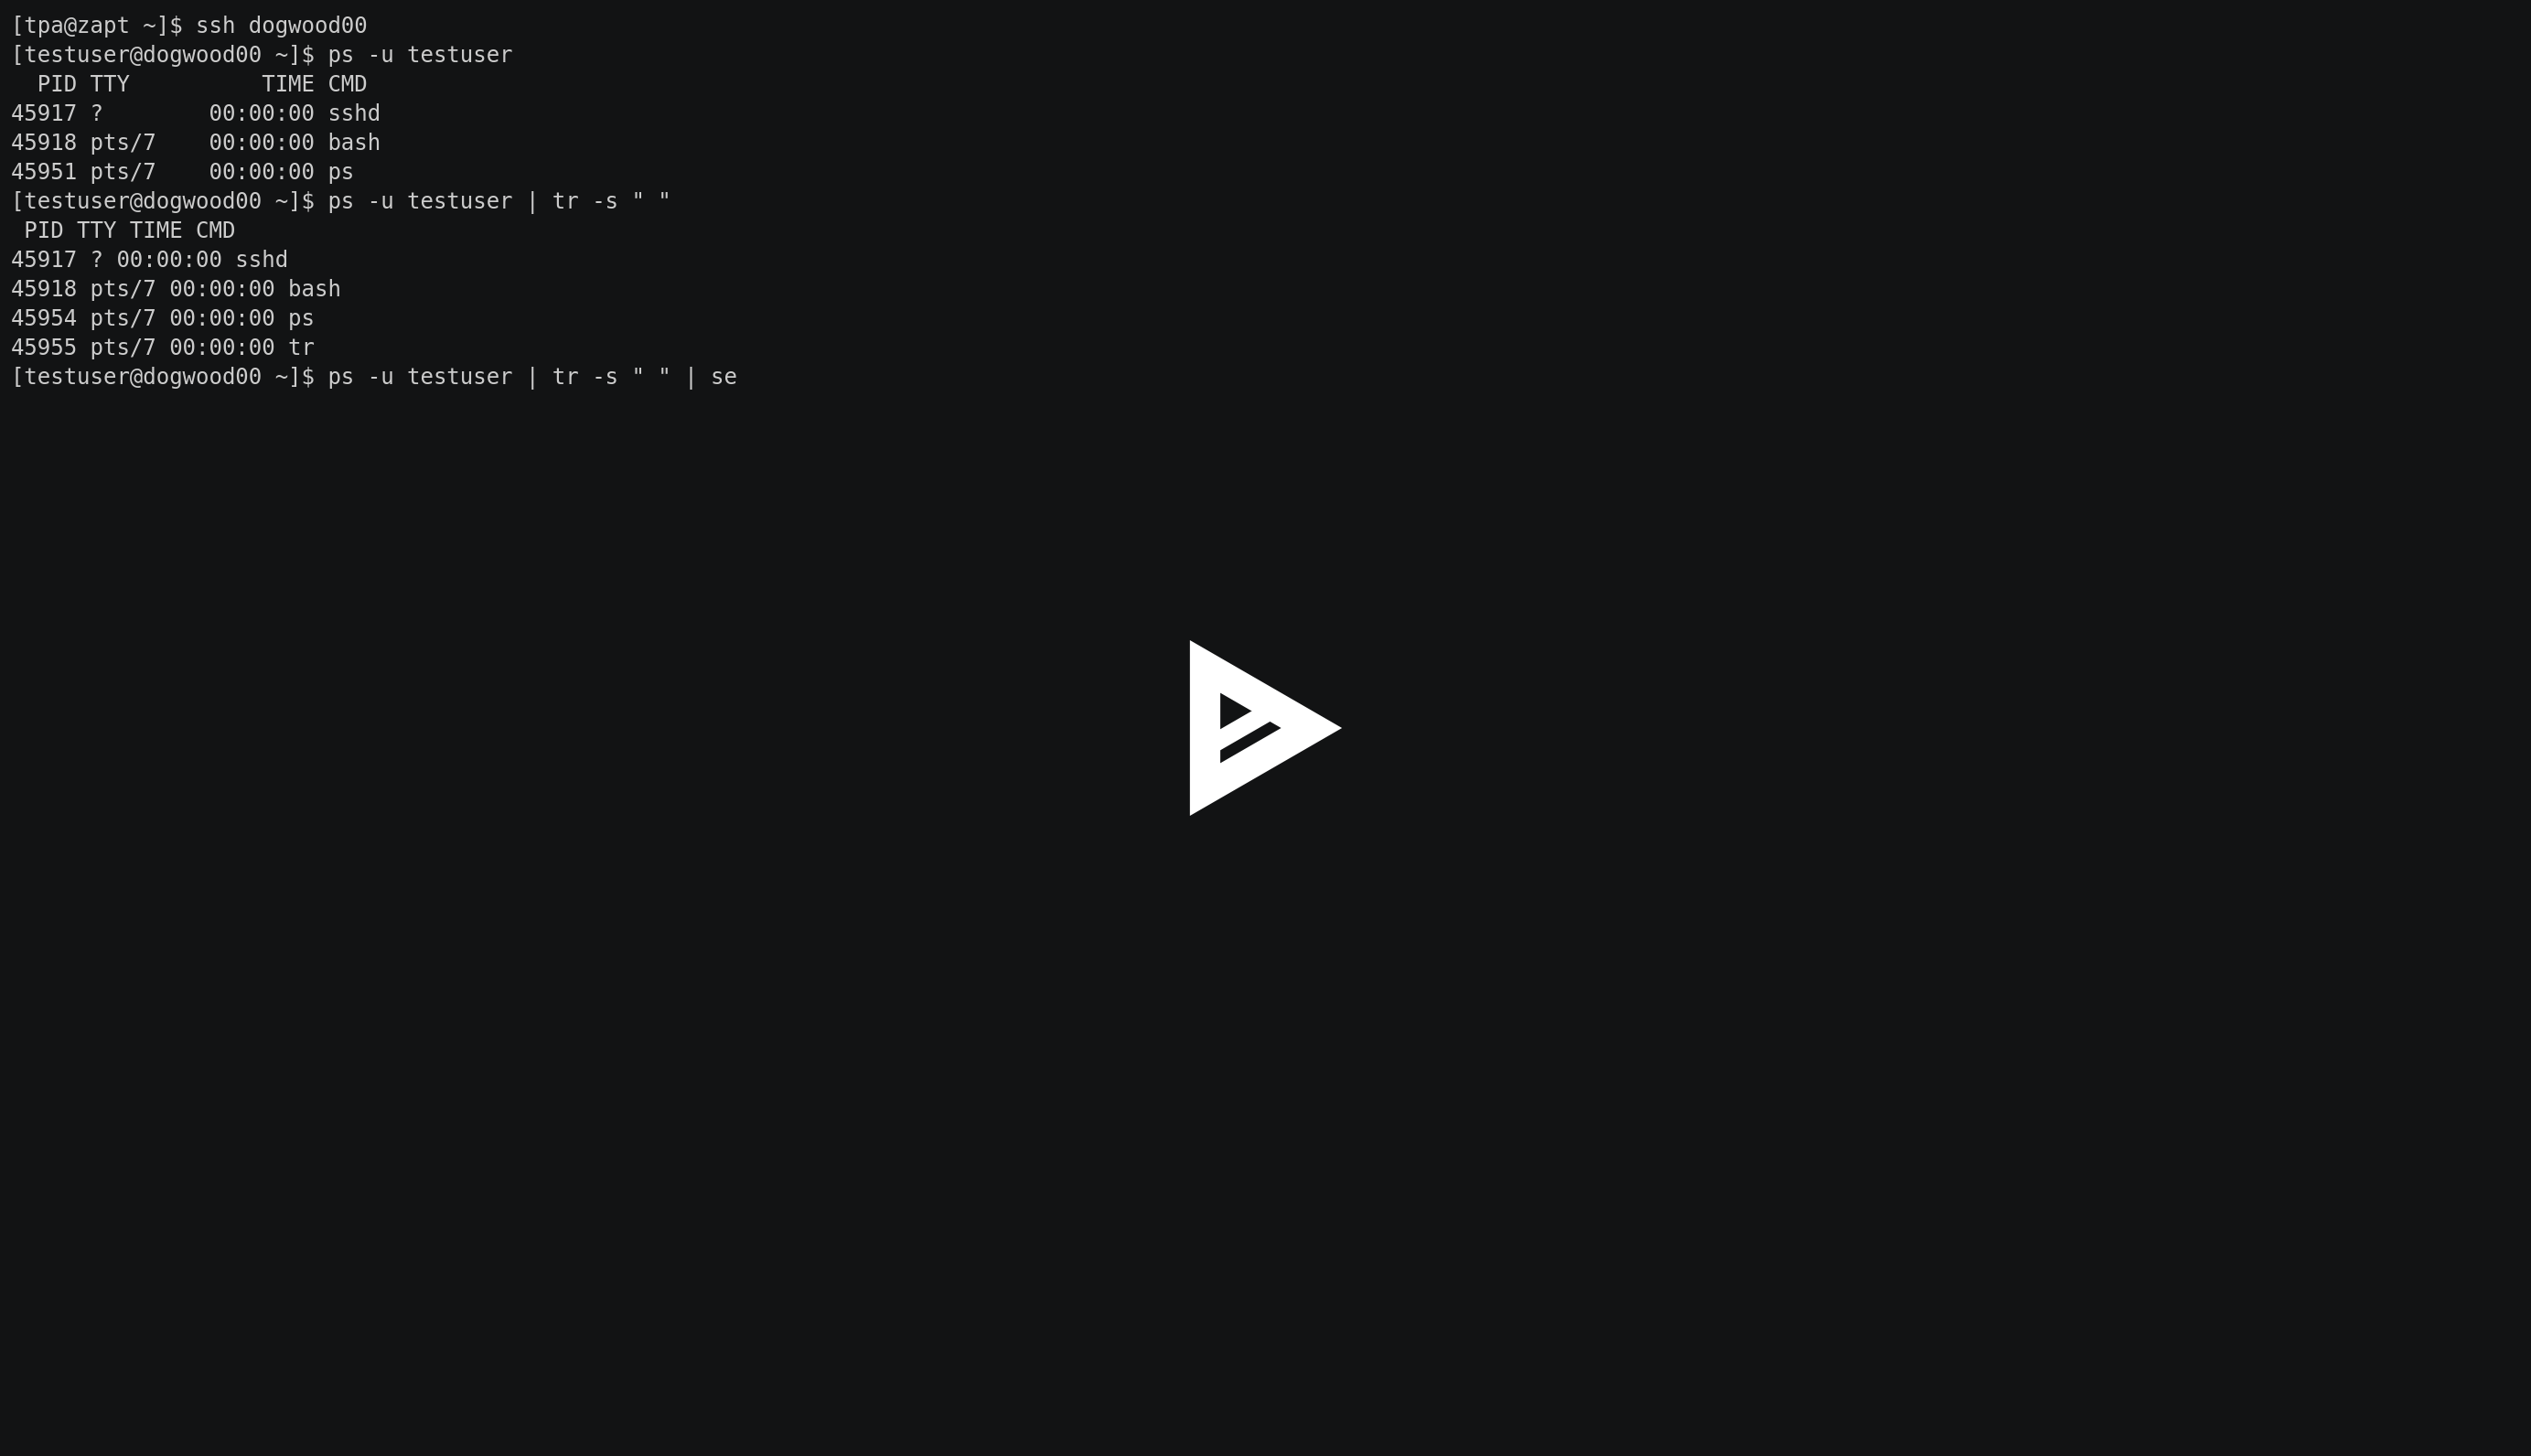 [tpa@zapt ~]$ ssh dogwood00
[testuser@dogwood00 ~]$ ps -u testuser
  PID TTY          TIME CMD
45917 ?        00:00:00 sshd
45918 pts/7    00:00:00 bash
45951 pts/7    00:00:00 ps
[testuser@dogwood00 ~]$ ps -u testuser | tr -s " "
 PID TTY TIME CMD
45917 ? 00:00:00 sshd
45918 pts/7 00:00:00 bash
45954 pts/7 00:00:00 ps
45955 pts/7 00:00:00 tr
[testuser@dogwood00 ~]$ ps -u testuser | tr -s " " | se